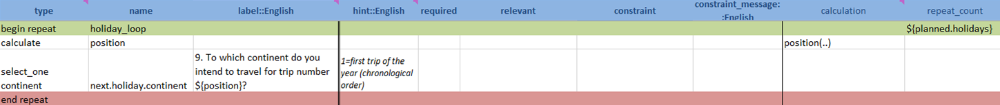 type name label::English hint::English required relevant constraint constraint_message: :English calculation repeat_count
begin repeat holiday_loop ${planned.holidays}
calculate position position(..)
select_one continent
next.holiday.continent
9. To which continent do you
intend to travel for trip number
${position}?
1=first trip of the
year (chronological
order)
end repeat